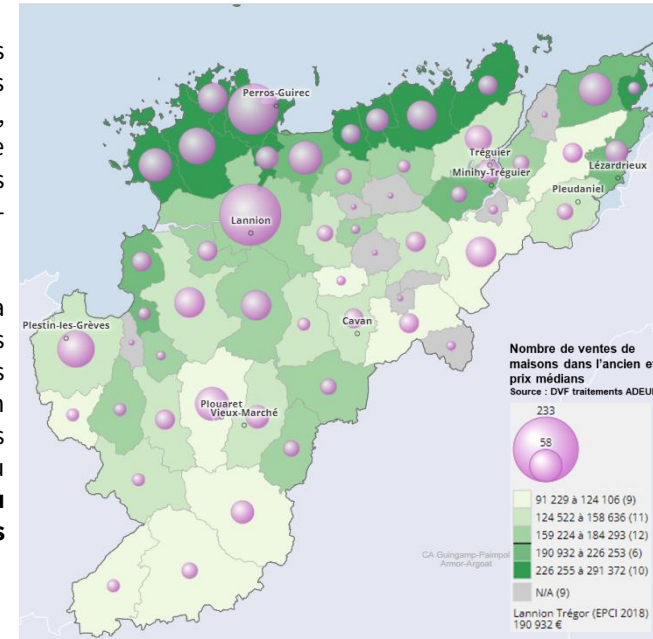 Perros-Guirec
Tréguier
Minihy-Tréguier
Lézardrieux
Pleudaniel
Lannion
Plestin-les-Grèves
Cavan
Plouaret
Vieux-Marché
CA Guingamp-Paimpol
Armor-Argoat
Nombre de ventes de
maisons dans l'ancien et
prix médians
Source : DVF traitements
233
58
91 229 à 124 106 (9)
124 522 à 158 636 (11)
159 224 à 184 293 (12)
190 932 à 226 253 (6)
226 255 à 291 372 (10)
N/A (9)
Lannion Trégor (EPCI 2018)
190 932 €